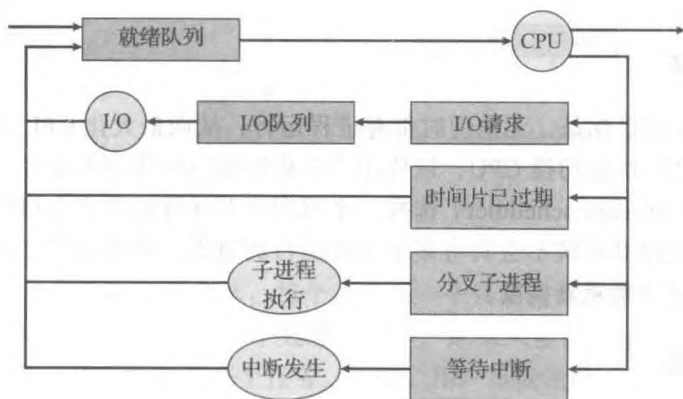 就绪队列
CPU
I/O
I/O队列
I/O请求
时间片已过期
子进程
执行
分叉子进程
中断发生
等待中断